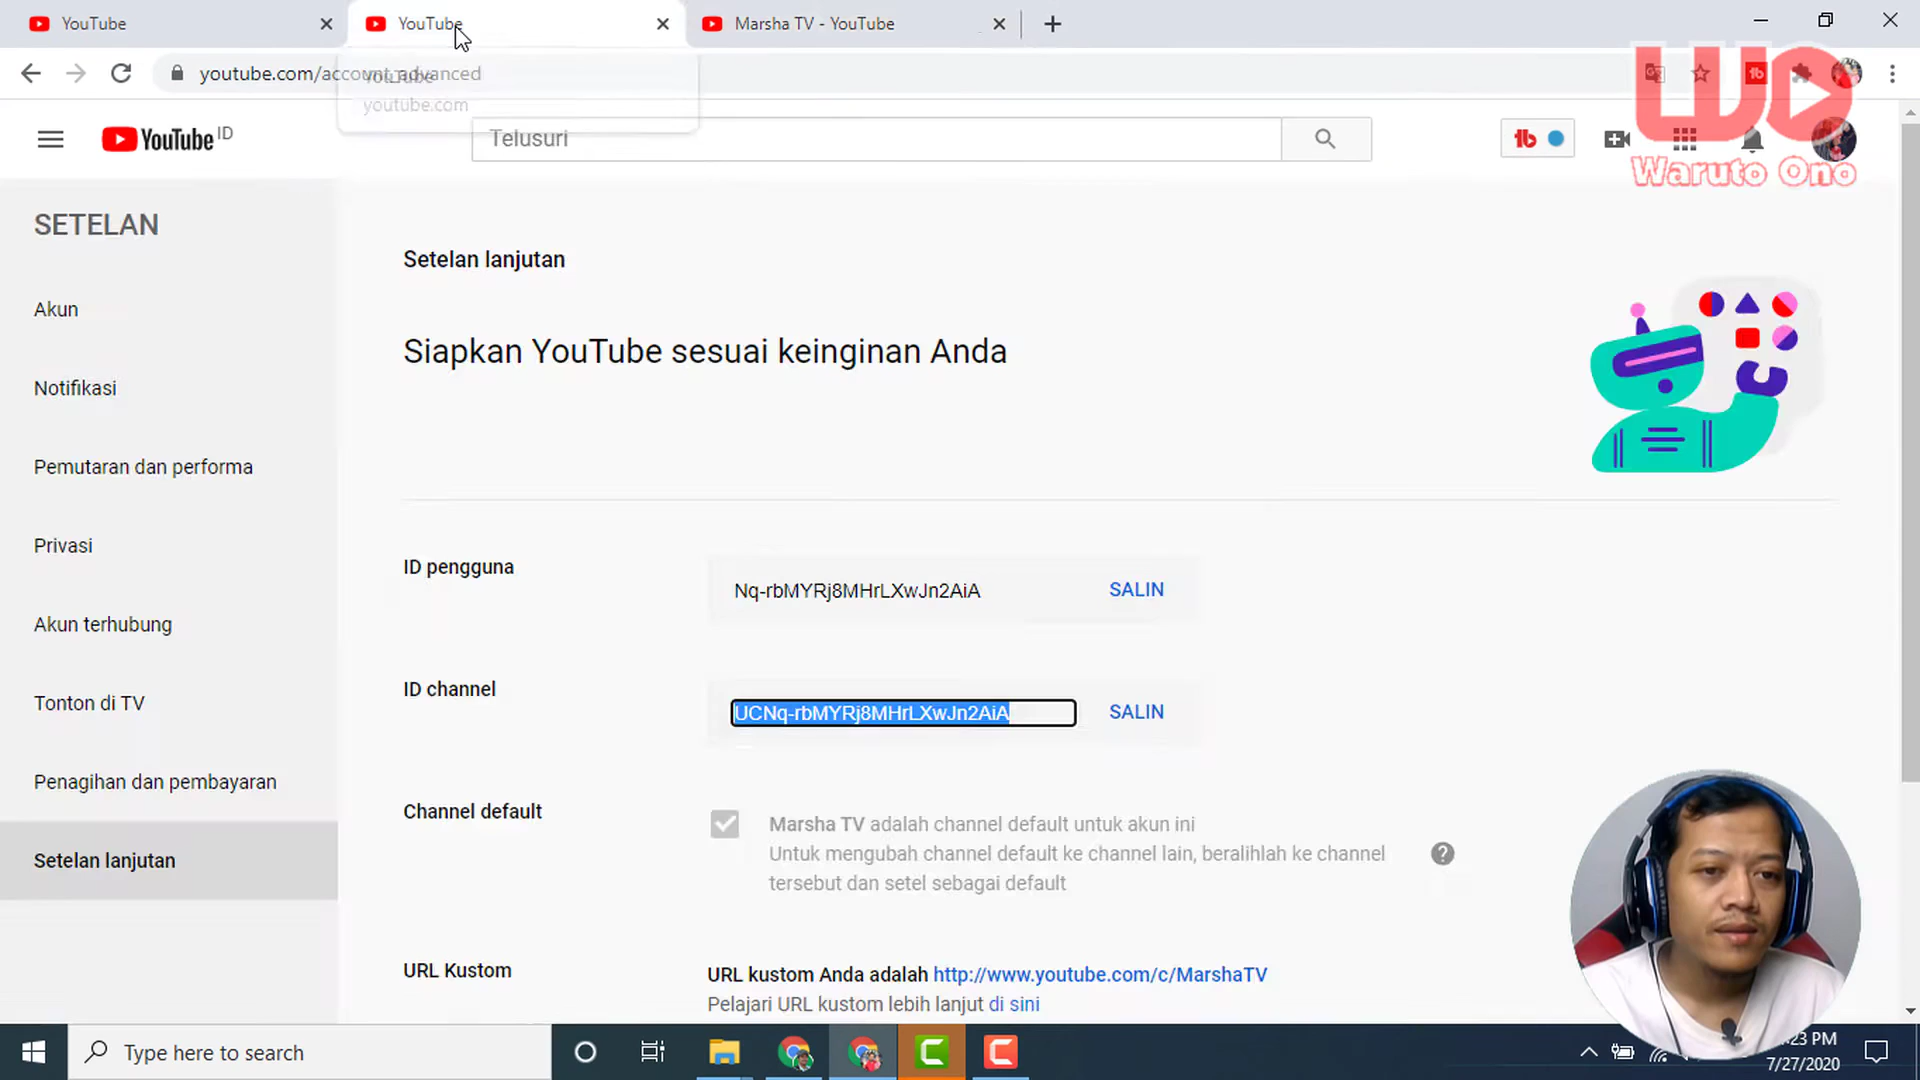 YouTube
YouTube
Marsha TV - YouTube
youtube.com/account_advanced
YouTube
youtube.com
YouTube ID
Telusuri
Waruto Ono
SETELAN
Akun
Notifikasi
Pemutaran dan performa
Privasi
Akun terhubung
Tonton di TV
Penagihan dan pembayaran
Setelan lanjutan
Setelan lanjutan
Siapkan YouTube sesuai keinginan Anda
ID pengguna
Nq-rbMYRj8MHrLXwJn2AiA
SALIN
ID channel
UCNq-rbMYRj8MHrLXwJn2AiA
SALIN
Channel default
Marsha TV adalah channel default untuk akun ini
Untuk mengubah channel default ke channel lain, beralihlah ke channel
tersebut dan setel sebagai default
URL Kustom
URL kustom Anda adalah http://www.youtube.com/c/MarshaTV
Pelajari URL kustom lebih lanjut di sini
Type here to search
:23 PM
7/27/2020